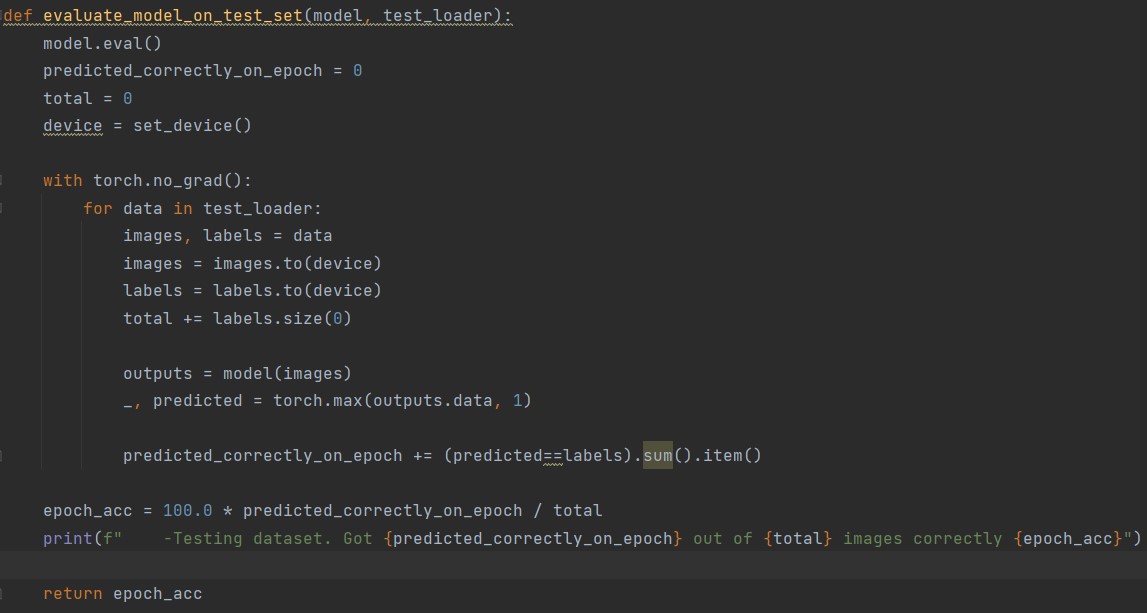 def evaluate_model_on_test_set(model, test_loader):
    model.eval()
    predicted_correctly_on_epoch = 0
    total = 0
    device = set_device()

    with torch.no_grad():
        for data in test_loader:
            images, labels = data
            images = images.to(device)
            labels = labels.to(device)
            total += labels.size(0)

            outputs = model(images)
            _, predicted = torch.max(outputs.data, 1)

            predicted_correctly_on_epoch += (predicted==labels).sum().item()

    epoch_acc = 100.0 * predicted_correctly_on_epoch / total
    print(f"    -Testing dataset. Got {predicted_correctly_on_epoch} out of {total} images correctly {epoch_acc}")

    return epoch_acc